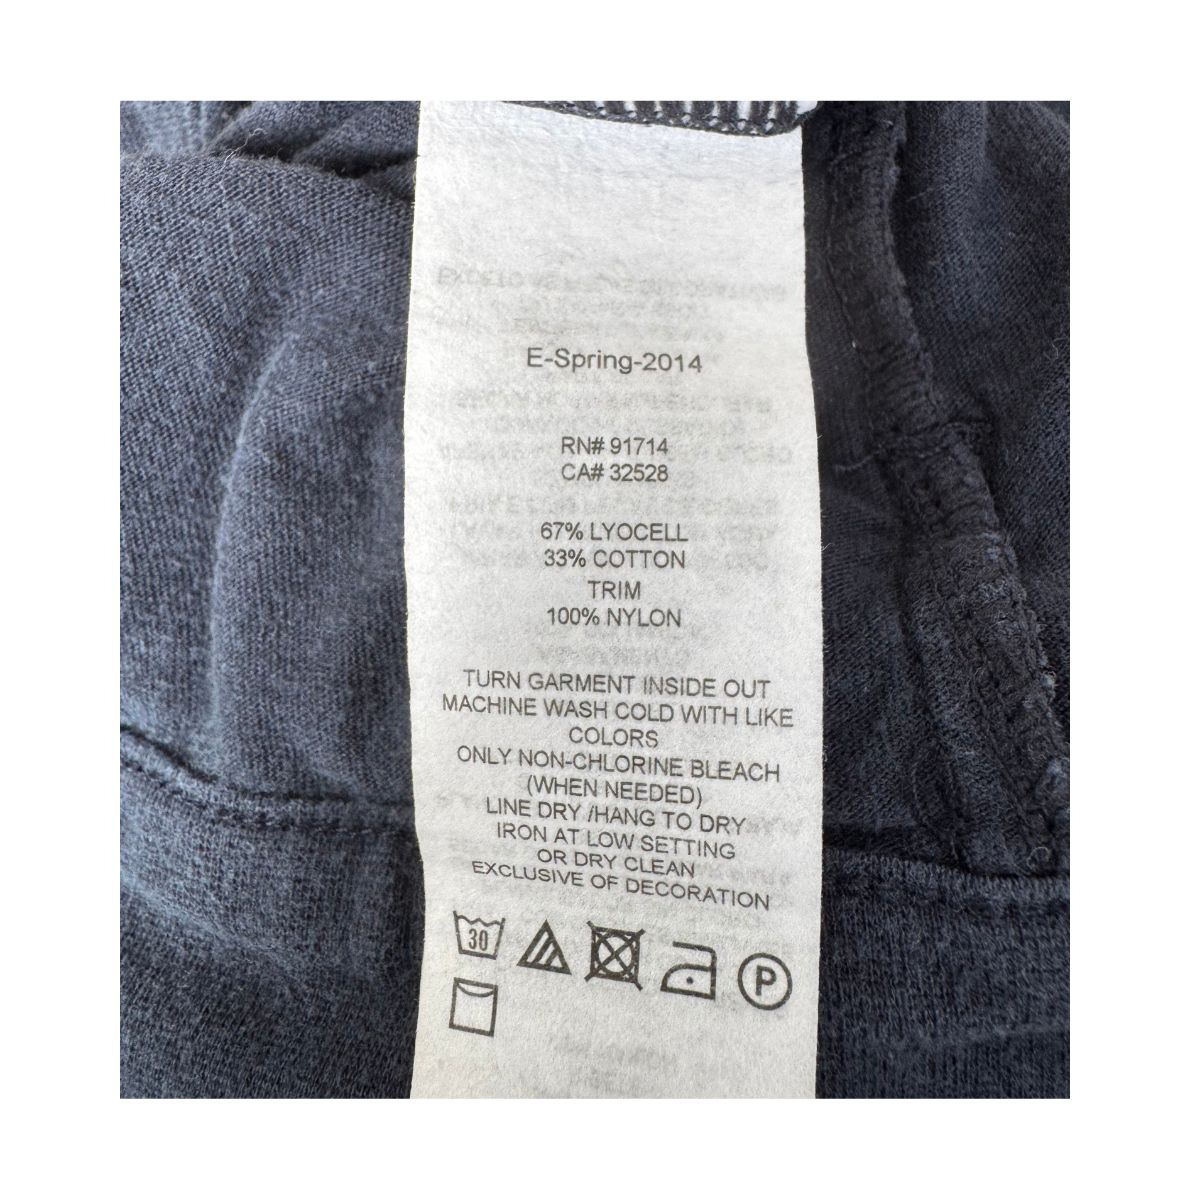 E-Spring-2014
RN# 91714
CA# 32528
67% LYOCELL
33% COTTON
TRIM
100% NYLON
TURN GARMENT INSIDE OUT
MACHINE WASH COLD WITH LIKE
COLORS
ONLY NON-CHLORINE BLEACH
(WHEN NEEDED)
LINE DRY /HANG TO DRY
IRON AT LOW SETTING
OR DRY CLEAN
EXCLUSIVE OF DECORATION
30
P